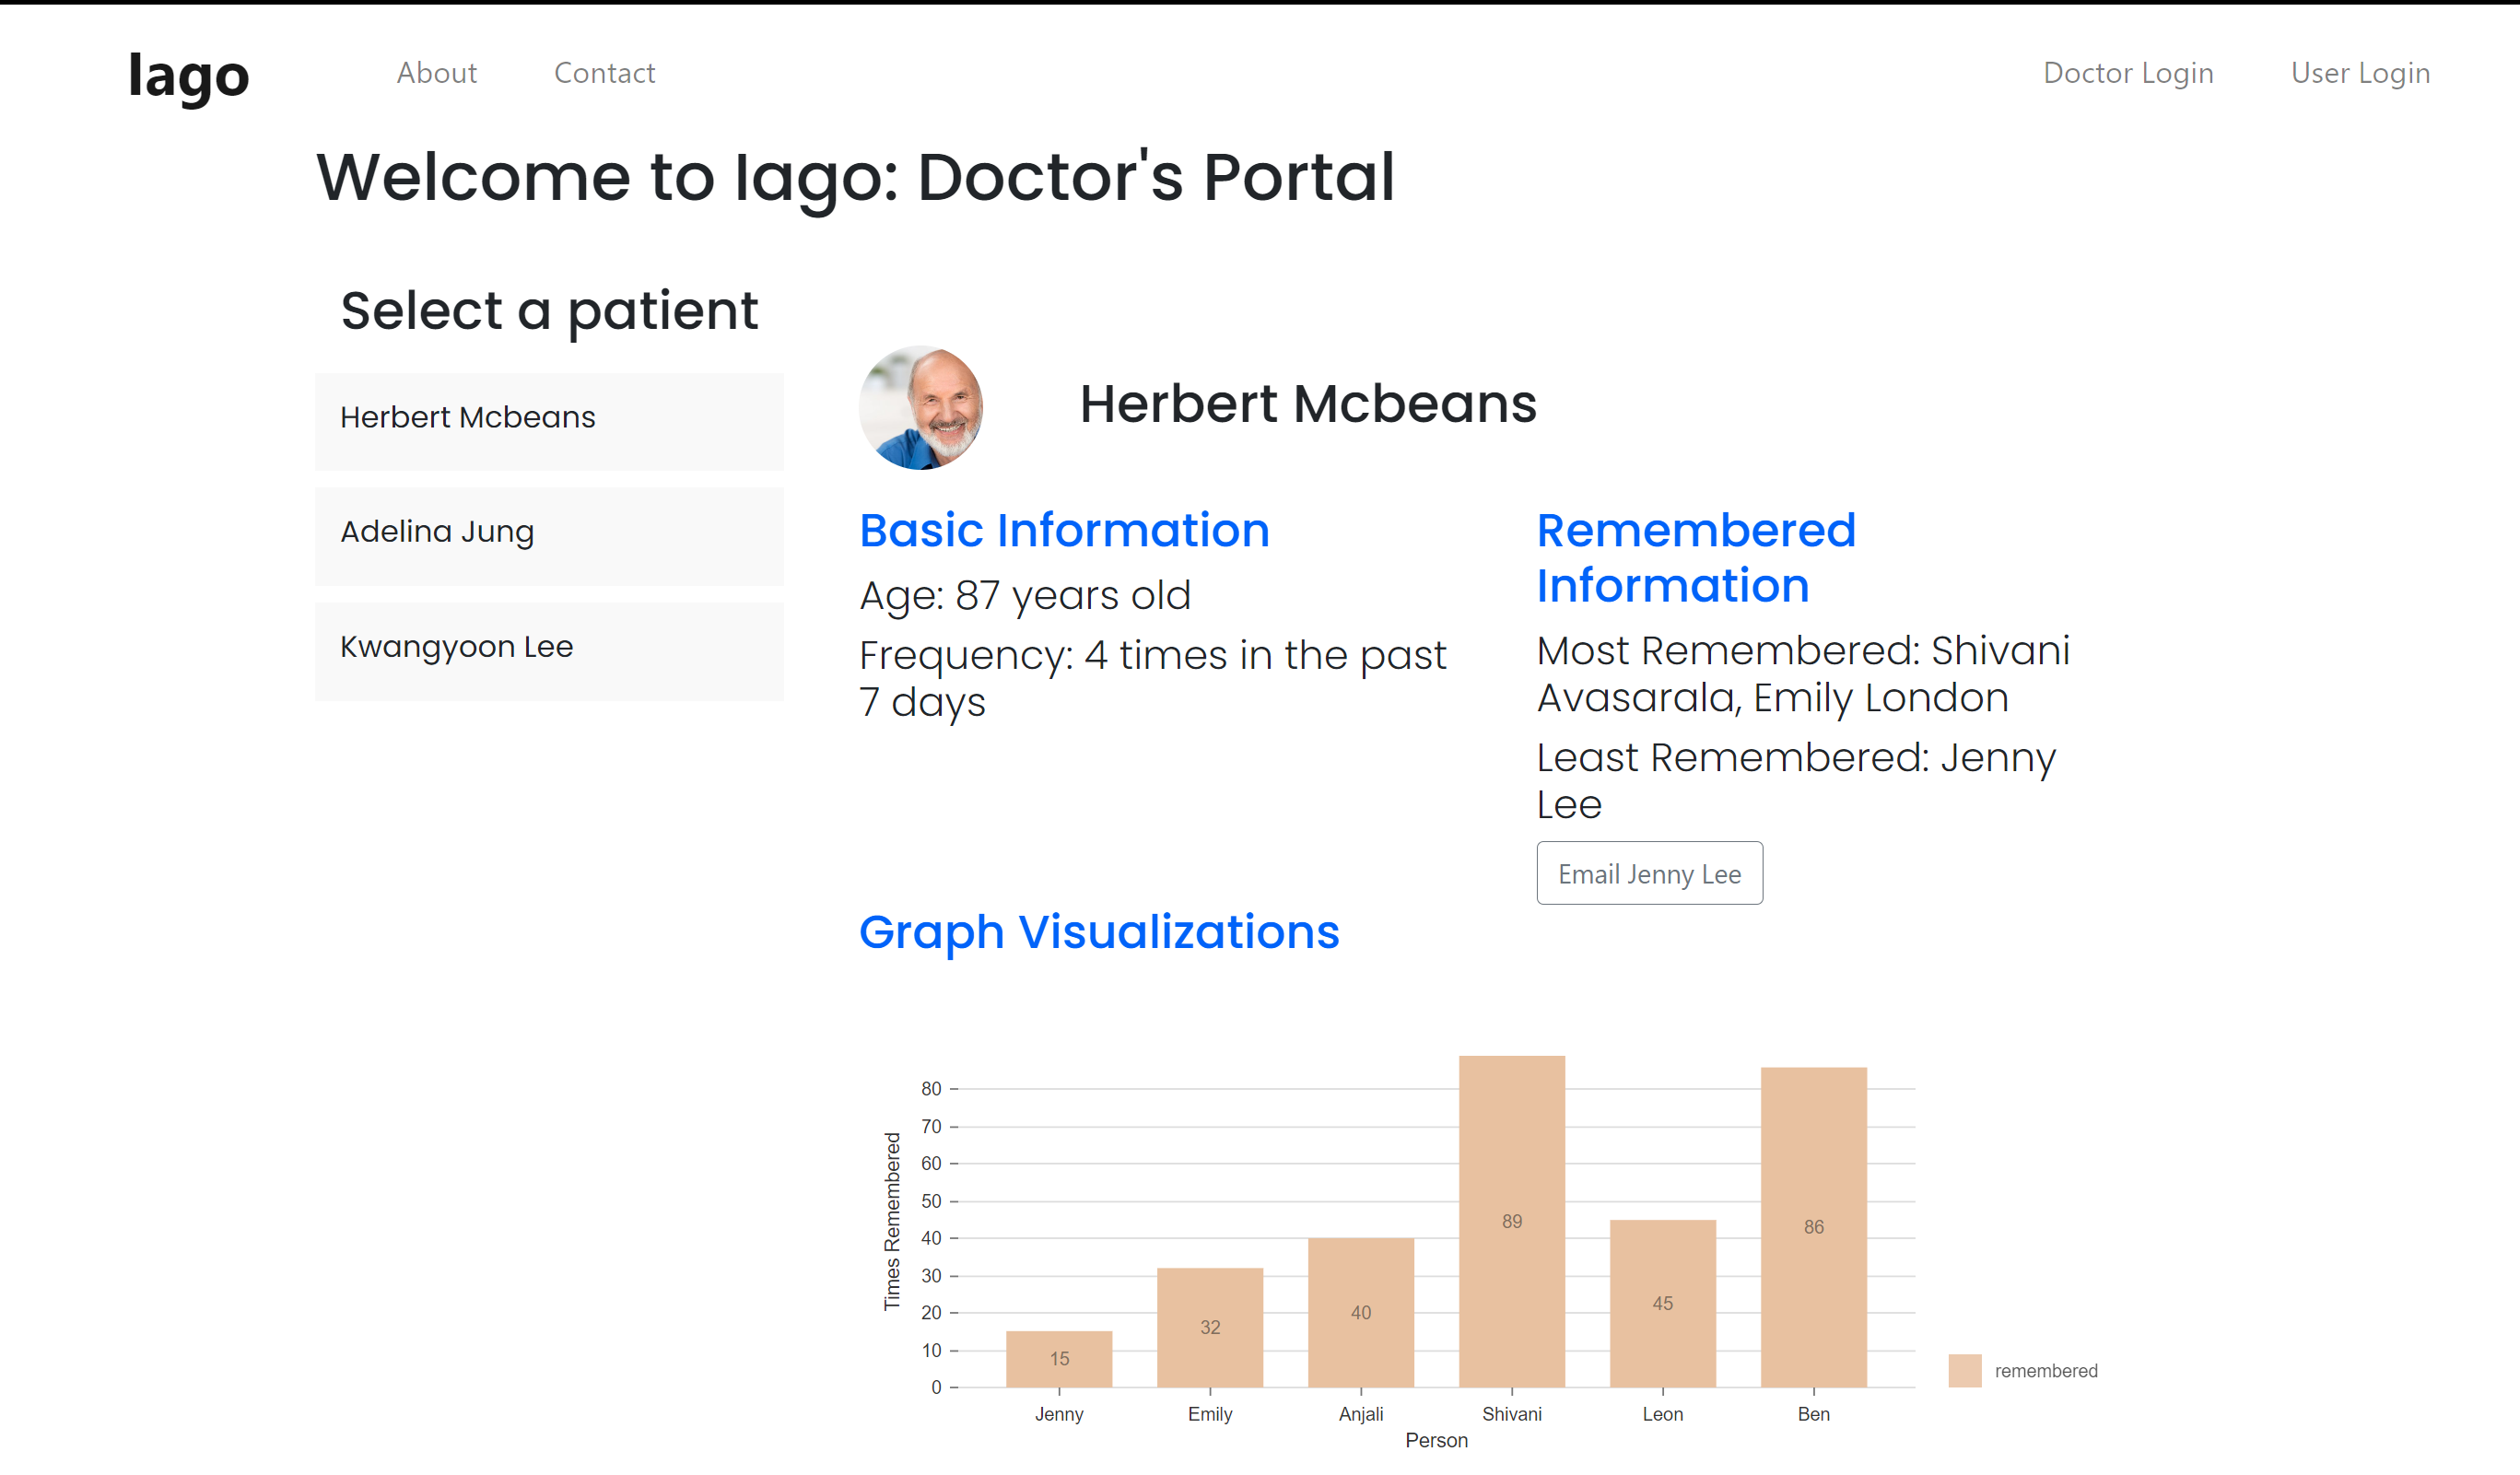 Iago
About
Contact
Doctor Login
User Login
Welcome to Iago: Doctor's Portal
Select a patient
Herbert Mcbeans
Adelina Jung
Kwangyoon Lee
Herbert Mcbeans
Basic Information
Age: 87 years old
Frequency: 4 times in the past
7 days
Remembered
Information
Most Remembered: Shivani
Avasarala, Emily London
Least Remembered: Jenny
Lee
Email Jenny Lee
Graph Visualizations
Times Remembered
80
70
60
50
40
30
20
10
0
15
32
40
89
45
86
Jenny
Emily
Anjali
Shivani
Leon
Ben
Person
remembered